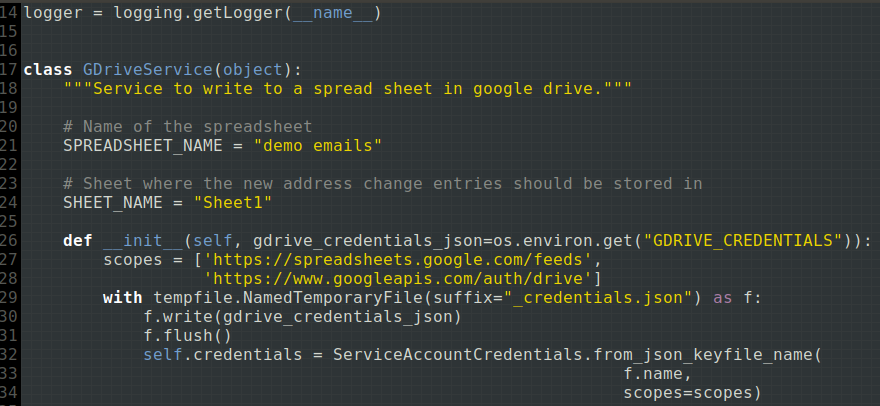 14 logger = logging.getLogger(__name__)
15
16
17 class GDriveService(object):
18     """Service to write to a spread sheet in google drive."""
19
20     # Name of the spreadsheet
21     SPREADSHEET_NAME = "demo emails"
22
23     # Sheet where the new address change entries should be stored in
24     SHEET_NAME = "Sheet1"
25
26     def __init__(self, gdrive_credentials_json=os.environ.get("GDRIVE_CREDENTIALS")):
27         scopes = ['https://spreadsheets.google.com/feeds',
28                   'https://www.googleapis.com/auth/drive']
29         with tempfile.NamedTemporaryFile(suffix="_credentials.json") as f:
30             f.write(gdrive_credentials_json)
31             f.flush()
32             self.credentials = ServiceAccountCredential.from_json_keyfile_name(
33                                                             f.name,
34                                                             scopes=scopes)